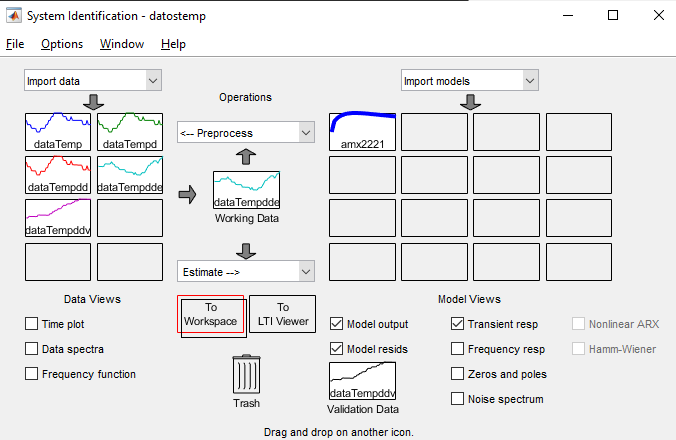 System Identification - datostemp
File Options Window Help
Import data
Operations
Import models
<-- Preprocess
dataTemp
dataTempd
dataTempdd
dataTempdde
dataTempddv
dataTempdde
Working Data
amx2221
Estimate -->
Data Views
Time plot
Data spectra
Frequency function
To
Workspace
To
LTI Viewer
Trash
Model Views
Model output
Transient resp
Nonlinear ARX
Model resids
Frequency resp
Hamm-Wiener
Zeros and poles
Noise spectrum
dataTempddv
Validation Data
Drag and drop on another icon.